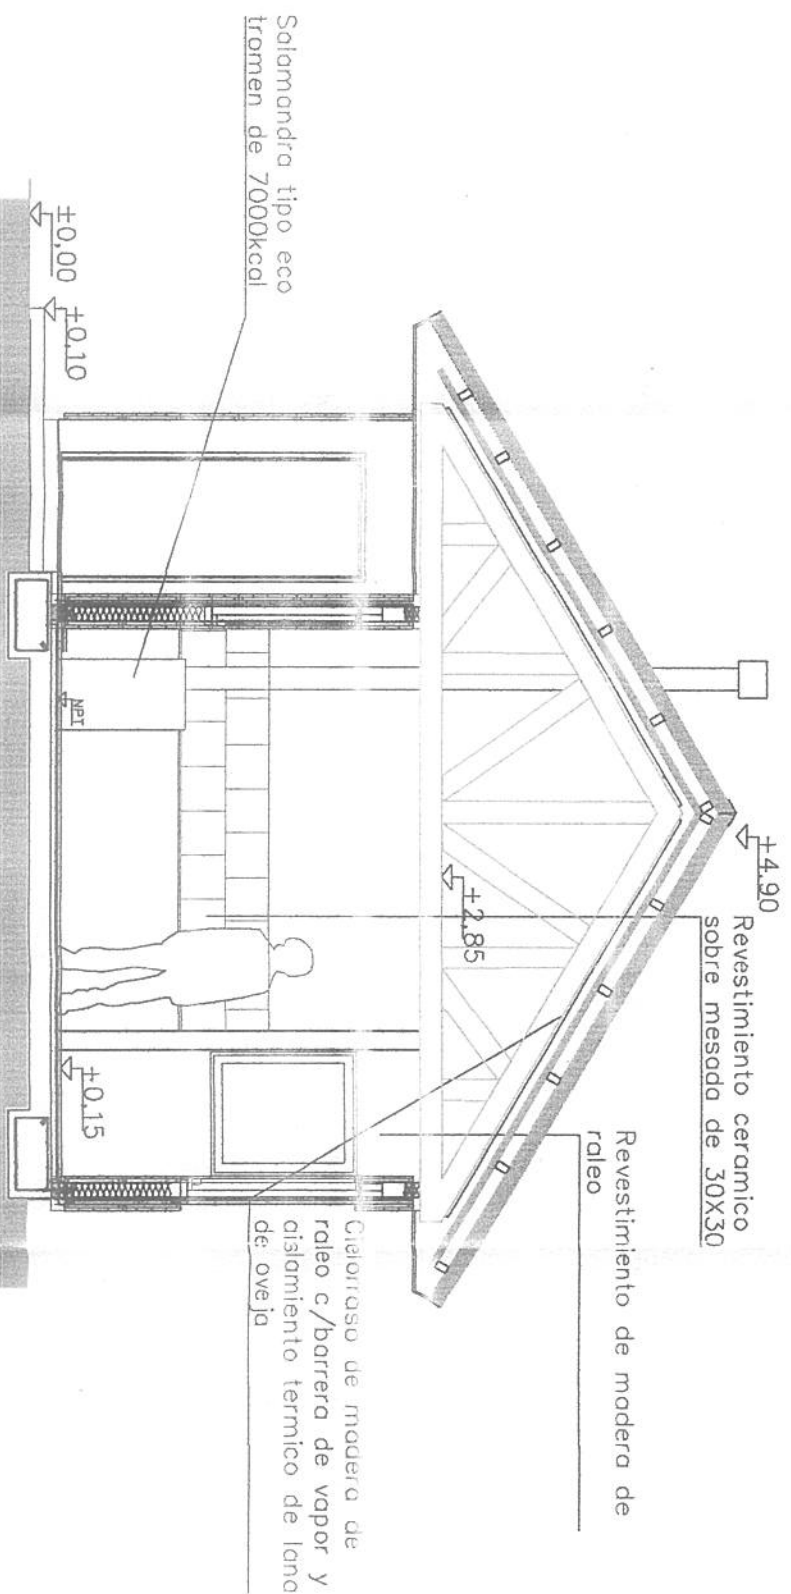 +4.90
Revestimiento ceramico
sobre mesada de 30X30
Revestimiento de madera de
raleo
+2,85
Cielorraso de madera de
raleo c/barrera de vapor y
aislamiento termico de lana
de oveja
Salamandra tipo eco
tromen de 7000kcal
±0,00
+0,10
NPT
+0,15